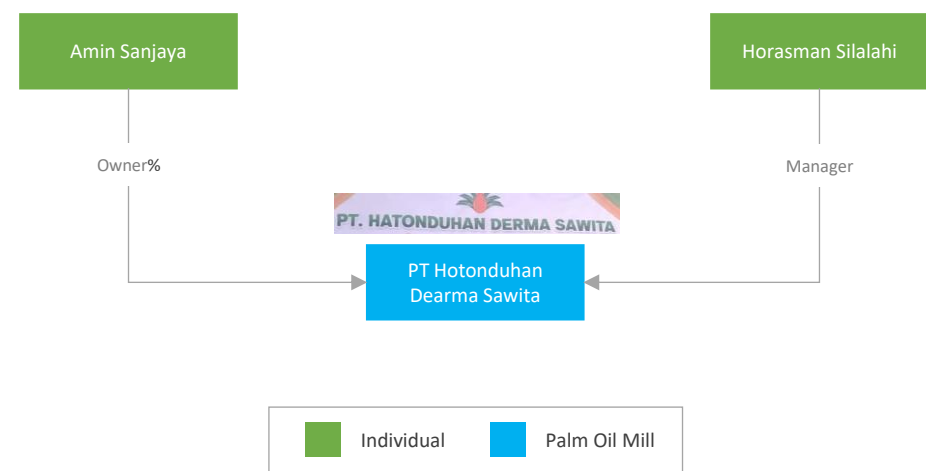 Amin Sanjaya
Horasman Silalahi
Owner%
Manager
PT. HATONDUHAN DERMA SAWITA
PT Hotonduhan
Dearma Sawita
Individual
Palm Oil Mill